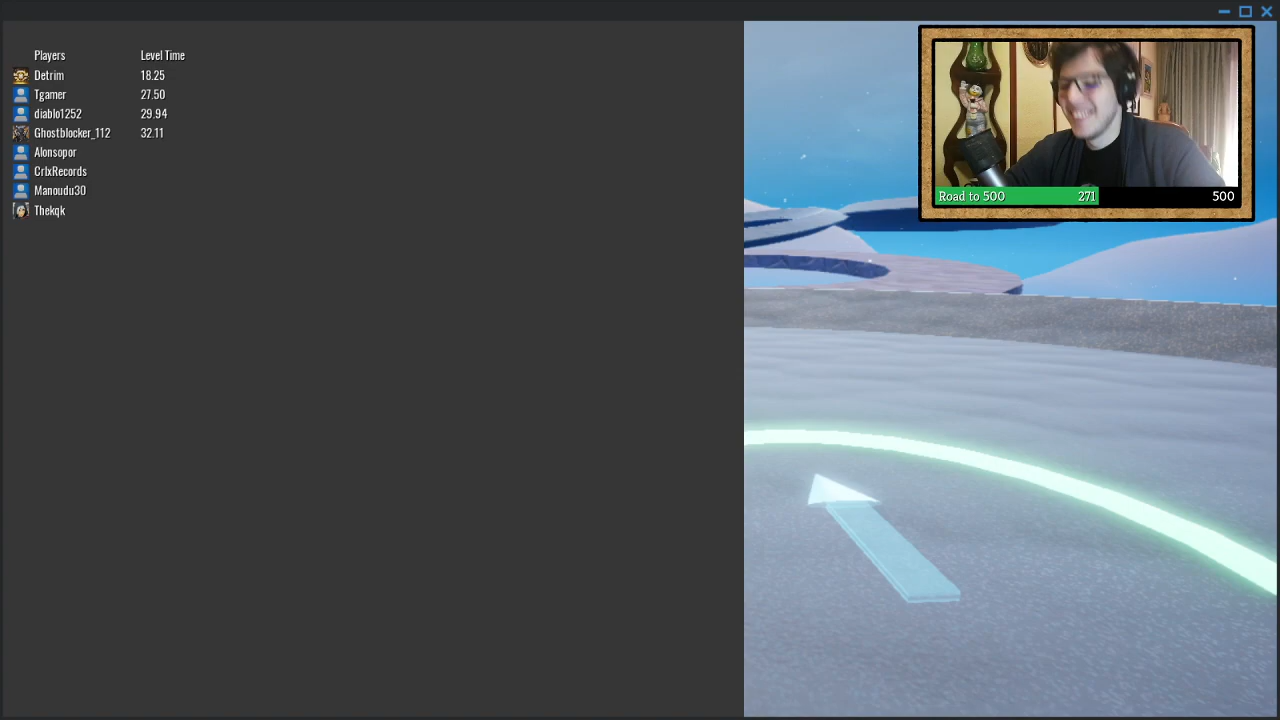 Players Level Time
Detrim 18.25
Tgamer 27.50
diablo1252 29.94
Ghostblocker_112 32.11
Alonsopor
CrlxRecords
Manoudu30
Thekqk
Road to 500 271 500